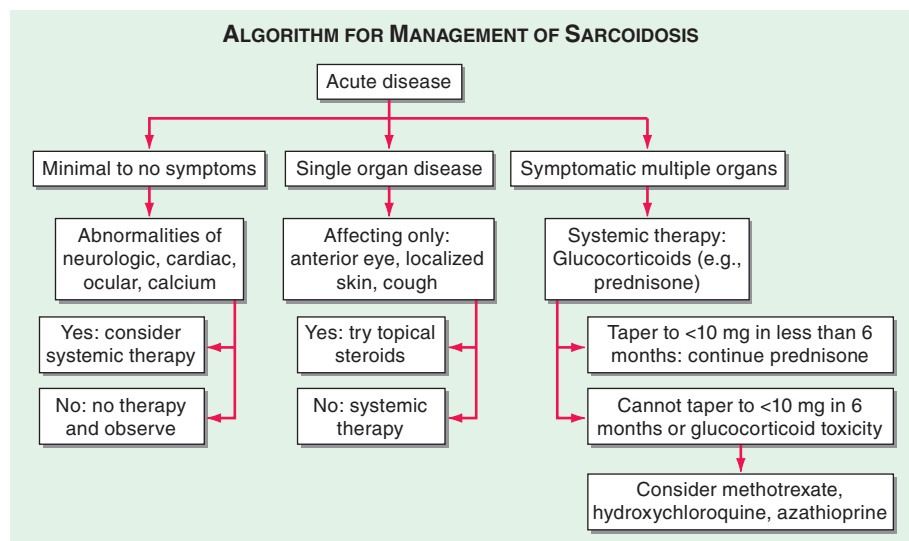 ALGORITHM FOR MANAGEMENT OF SARCOIDOSIS
Acute disease
Minimal to no symptoms
Single organ disease
Symptomatic multiple organs
Abnormalities of
neurologic, cardiac,
ocular, calcium
Affecting only:
anterior eye, localized
skin, cough
Systemic therapy:
Glucocorticoids (e.g.,
prednisone)
Yes: consider
systemic therapy
Yes: try topical
steroids
Taper to <10 mg in less than 6
months: continue prednisone
No: no therapy
and observe
No: systemic
therapy
Cannot taper to <10 mg in 6
months or glucocorticoid toxicity
Consider methotrexate,
hydroxychloroquine, azathioprine